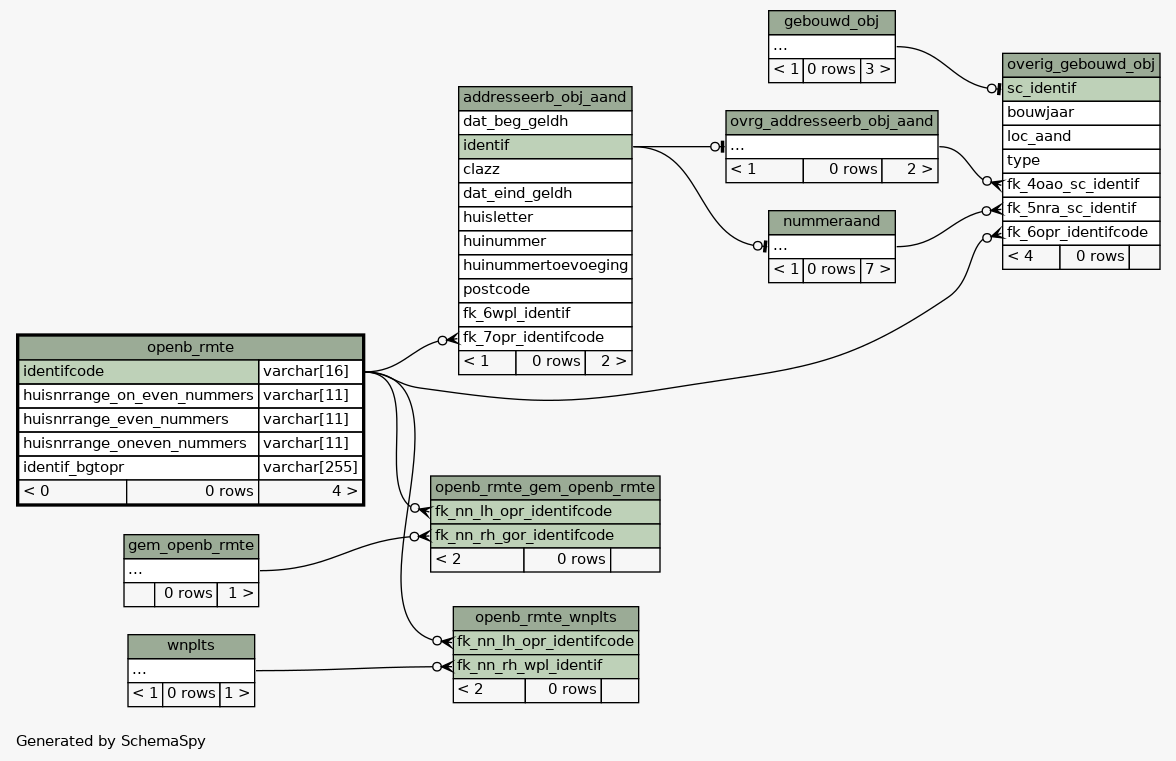 gebouwd_obj
...
< 1 0 rows 3 >
overig_gebouwd_obj
sc_identif
bouwjaar
loc_aand
type
fk_4oao_sc_identif
fk_5nra_sc_identif
fk_6opr_identifcode
< 4 0 rows
addresseerb_obj_aand
dat_beg_geldh
identif
clazz
dat_eind_geldh
huisletter
huinummer
huinummertoevoeging
postcode
fk_6wpl_identif
fk_7opr_identifcode
< 1 0 rows 2 >
ovrg_addresseerb_obj_aand
...
< 1 0 rows 2 >
nummeraand
...
< 1 0 rows 7 >
openb_rmte
identifcode varchar[16]
huisnrrange_on_even_nummers varchar[11]
huisnrrange_even_nummers varchar[11]
huisnrrange_oneven_nummers varchar[11]
identif_bgtopr varchar[255]
< 0 0 rows 4 >
openb_rmte_gem_openb_rmte
fk_nn_lh_opr_identifcode
fk_nn_rh_gor_identifcode
< 2 0 rows
gem_openb_rmte
...
0 rows 1 >
openb_rmte_wnplts
fk_nn_lh_opr_identifcode
fk_nn_rh_wpl_identif
< 2 0 rows
wnplts
...
< 1 0 rows 1 >
Generated by SchemaSpy